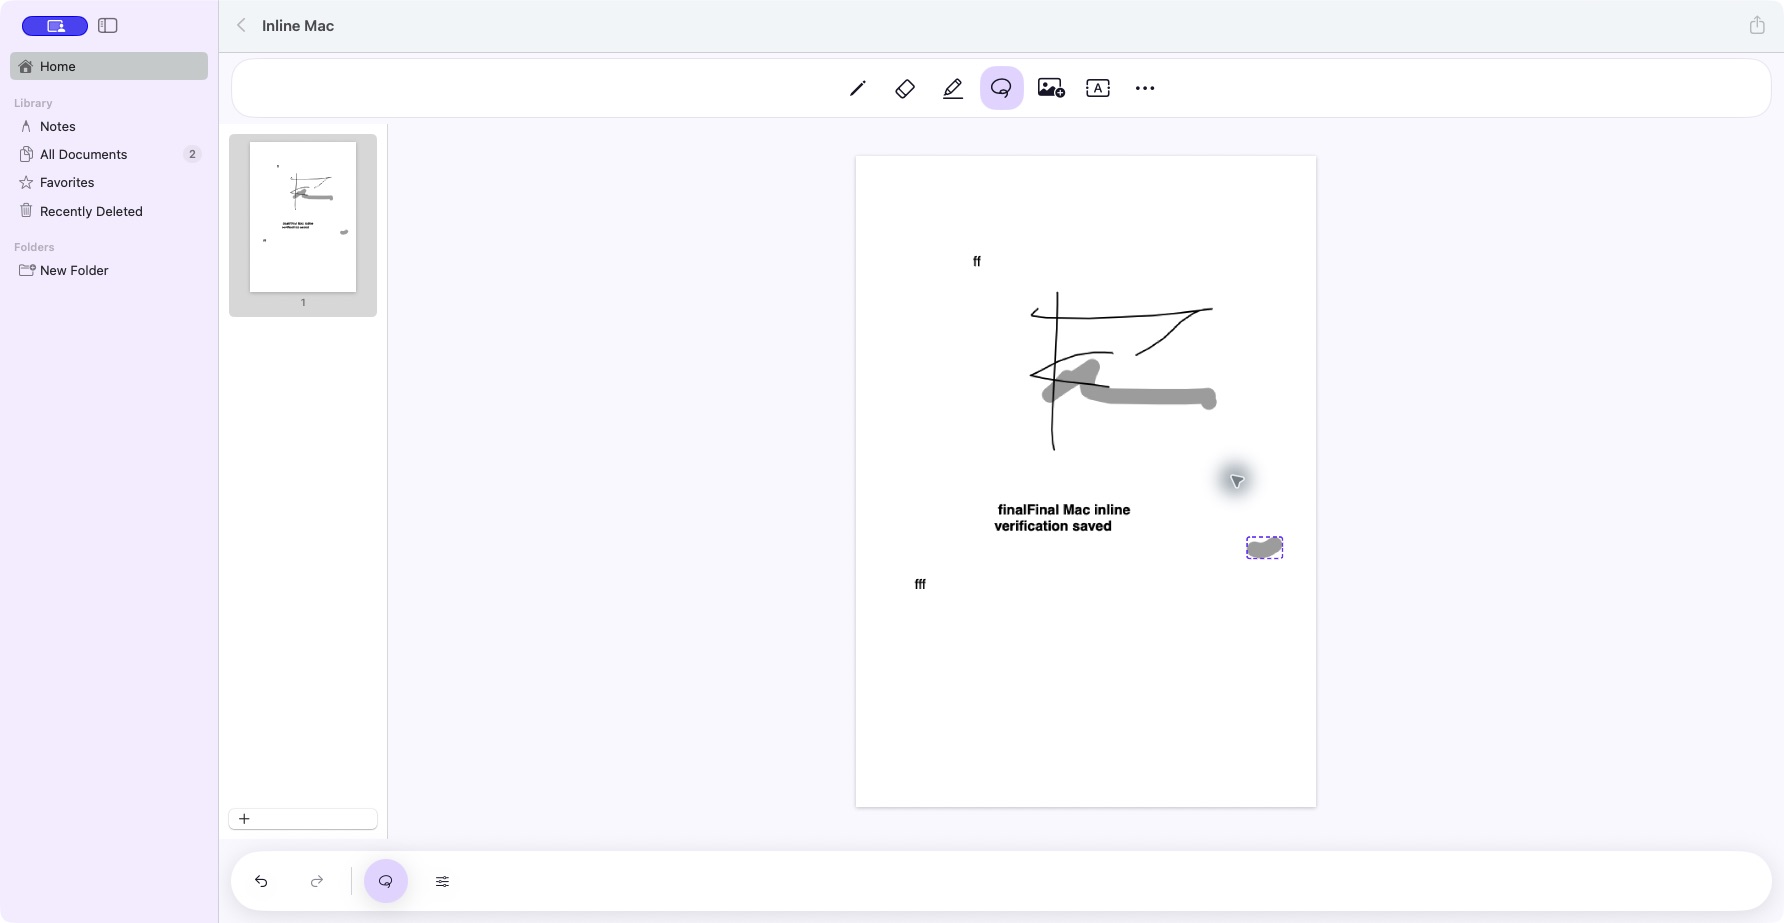 Inline Mac
Home
Library
Notes
All Documents 2
Favorites
Recently Deleted
Folders
New Folder
1
A
ff
finalFinal Mac inline
verification saved
fff